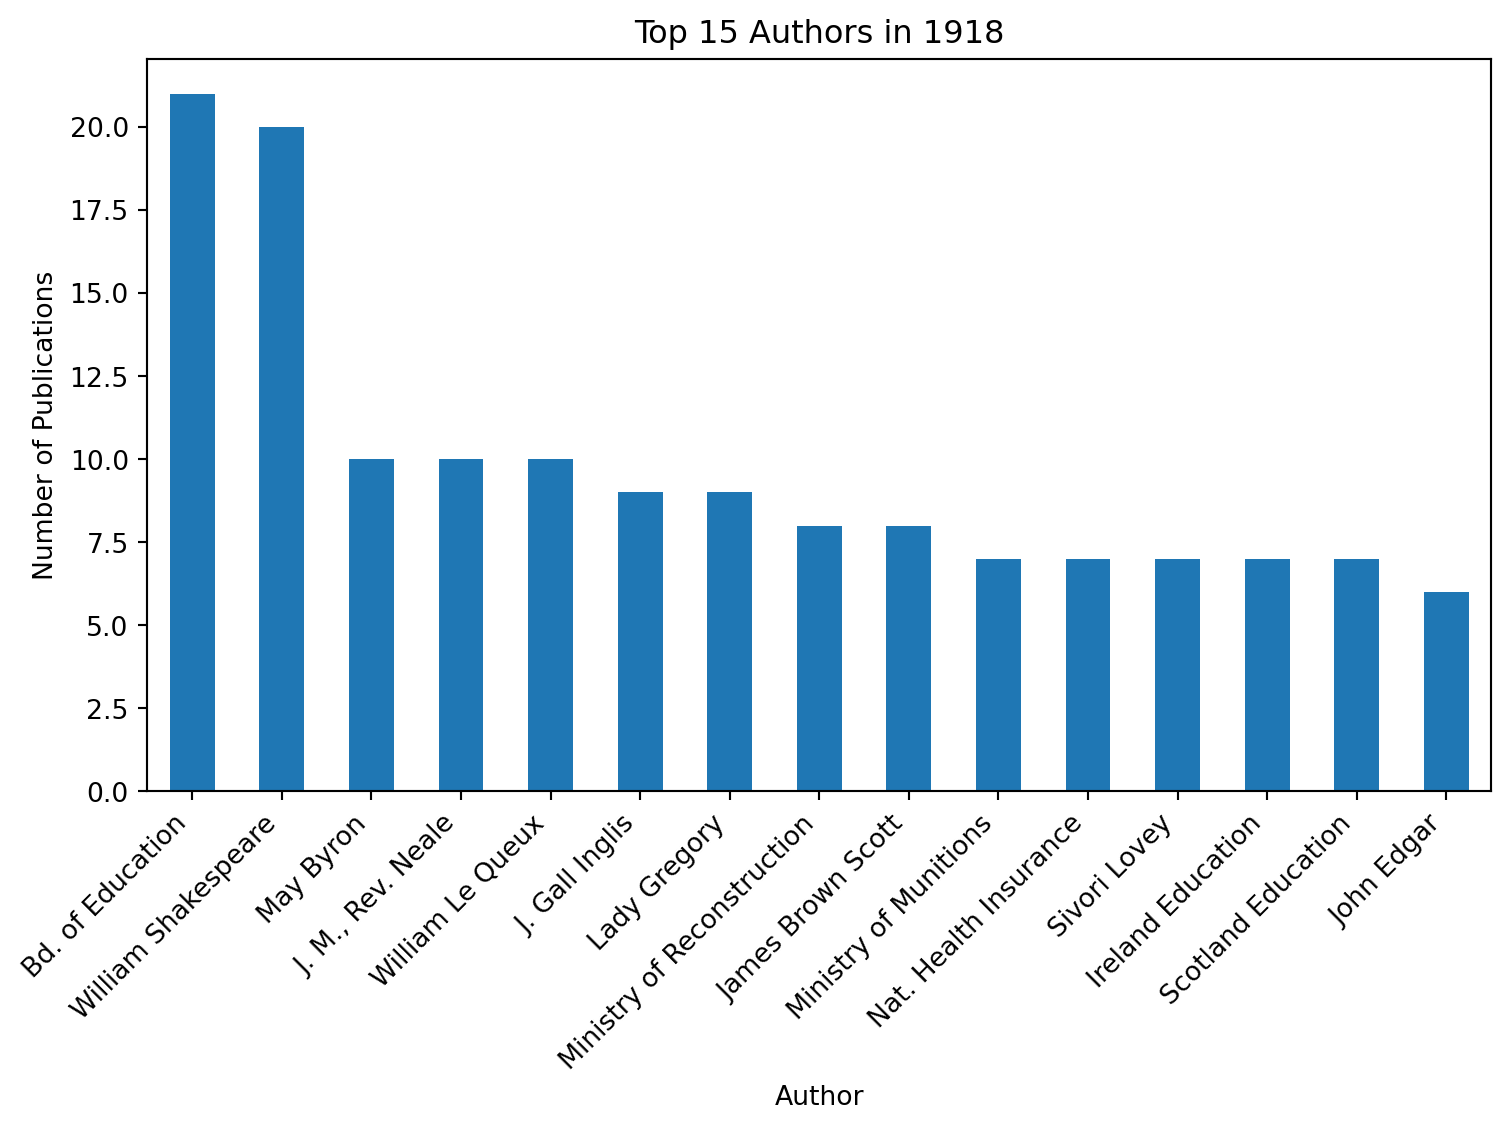 Top 15 Authors in 1918
Number of Publications
20.0
17.5
15.0
12.5
10.0
7.5
5.0
2.5
0.0
Bd. of Education
William Shakespeare
May Byron
J. M., Rev. Neale
William Le Queux
J. Gall Inglis
Lady Gregory
Ministry of Reconstruction
James Brown Scott
Ministry of Munitions
Nat. Health Insurance
Sivori Lovey
Ireland Education
Scotland Education
John Edgar
Author